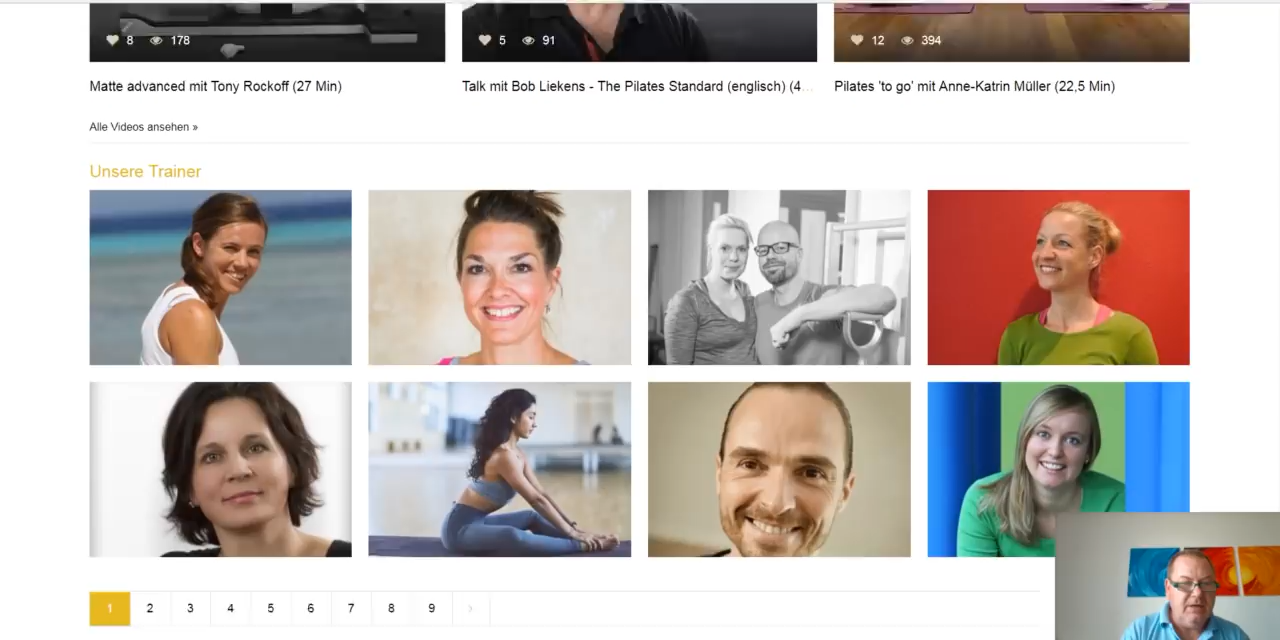 8 178
5 91
12 394
Matte advanced mit Tony Rockoff (27 Min)
Talk mit Bob Liekens - The Pilates Standard (englisch) (4...
Pilates 'to go' mit Anne-Katrin Müller (22,5 Min)
Alle Videos ansehen »
Unsere Trainer
1 2 3 4 5 6 7 8 9 ›